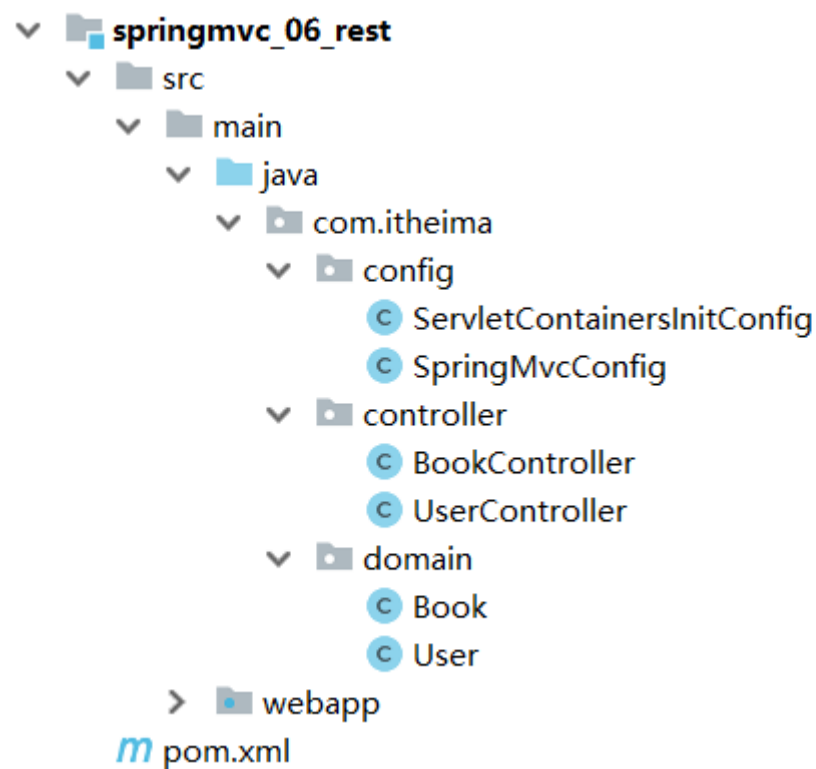 springmvc_06_rest
src
main
java
com.itheima
config
C ServletContainersInitConfig
C SpringMvcConfig
controller
C BookController
C UserController
domain
C Book
C User
webapp
m pom.xml